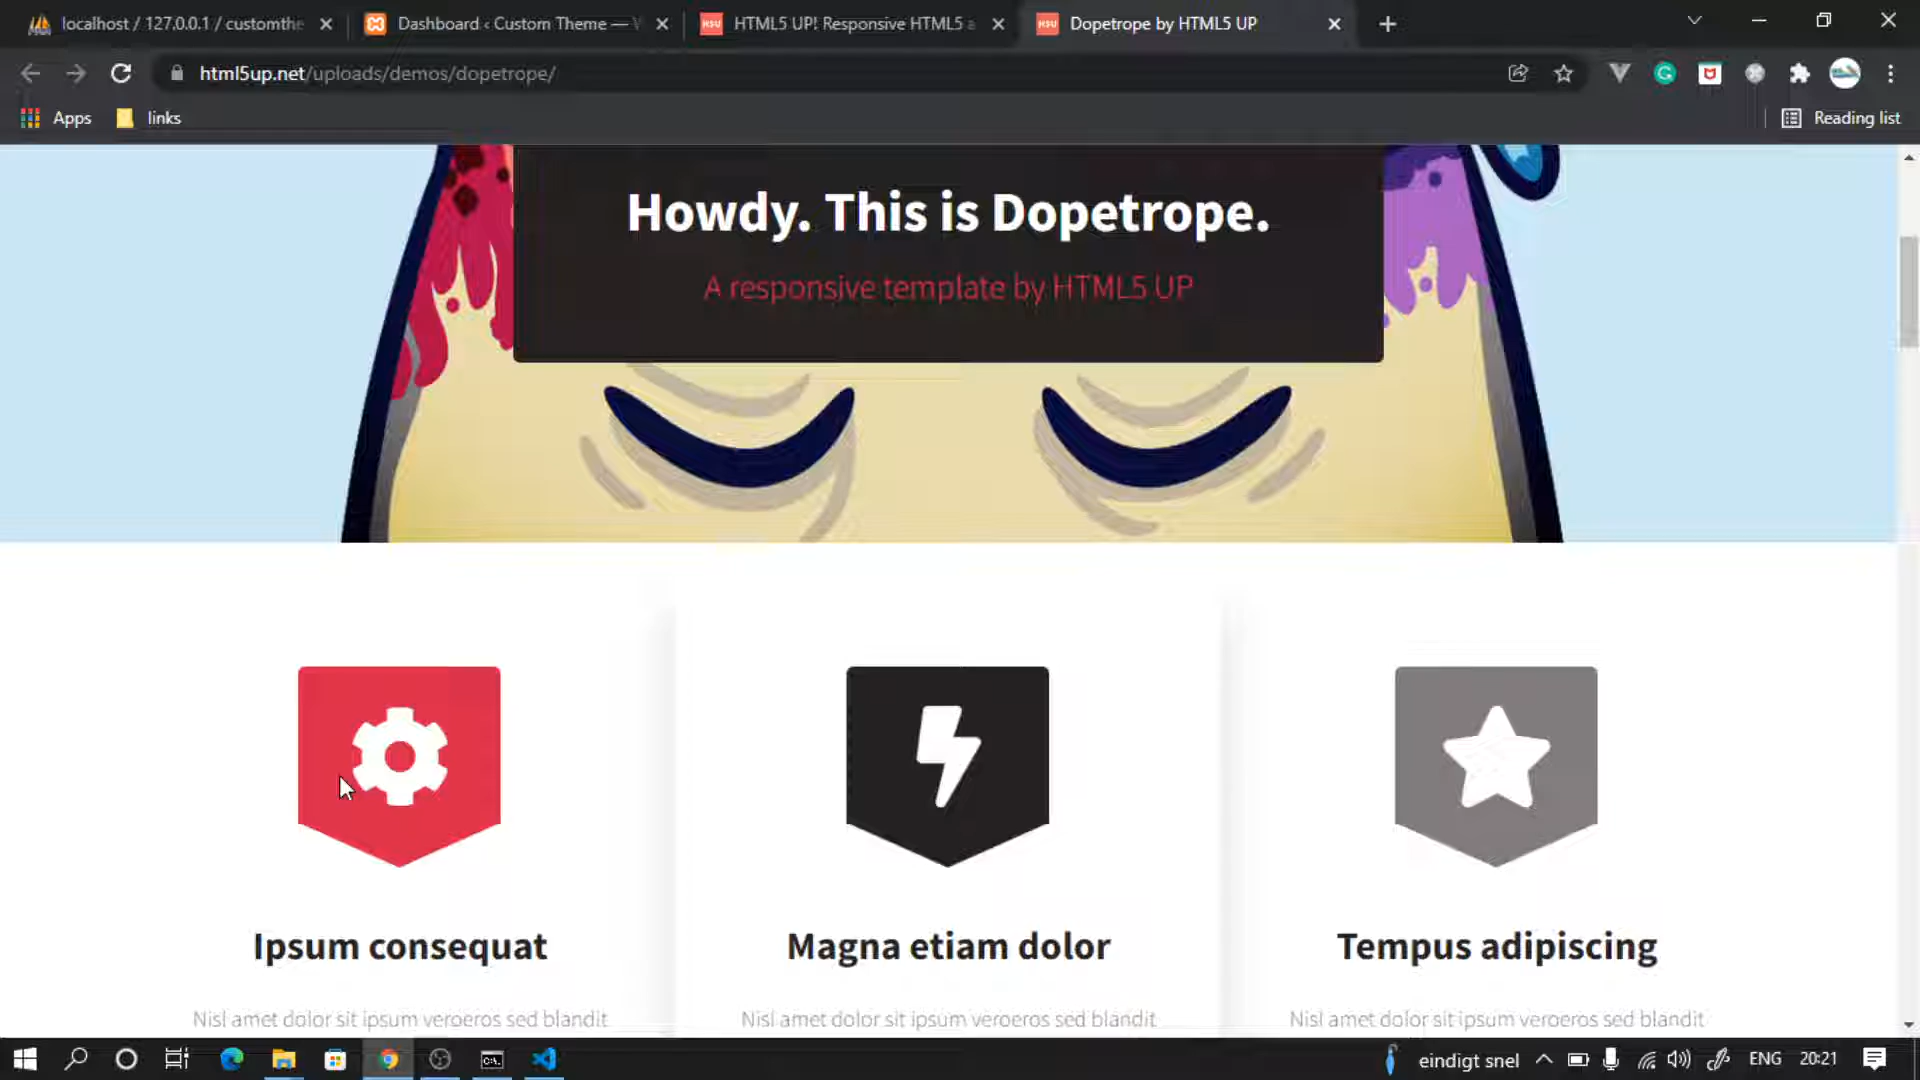 localhost / 127.0.0.1 / customthe
Dashboard ‹ Custom Theme —
HTML5 UP! Responsive HTML5 a
Dopetrope by HTML5 UP
html5up.net/uploads/demos/dopetrope/
Apps
links
Reading list
Howdy. This is Dopetrope.
A responsive template by HTML5 UP
Ipsum consequat
Magna etiam dolor
Tempus adipiscing
Nisl amet dolor sit ipsum veroeros sed blandit
Nisl amet dolor sit ipsum veroeros sed blandit
Nisl amet dolor sit ipsum veroeros sed blandit
eindigt snel
ENG
20:21